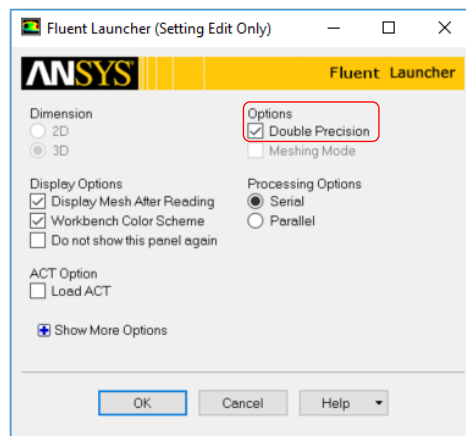 Fluent Launcher (Setting Edit Only)
ANSYS
Fluent Launcher
Dimension
2D
3D
Options
Double Precision
Meshing Mode
Display Options
Display Mesh After Reading
Workbench Color Scheme
Do not show this panel again
Processing Options
Serial
Parallel
ACT Option
Load ACT
Show More Options
OK
Cancel
Help